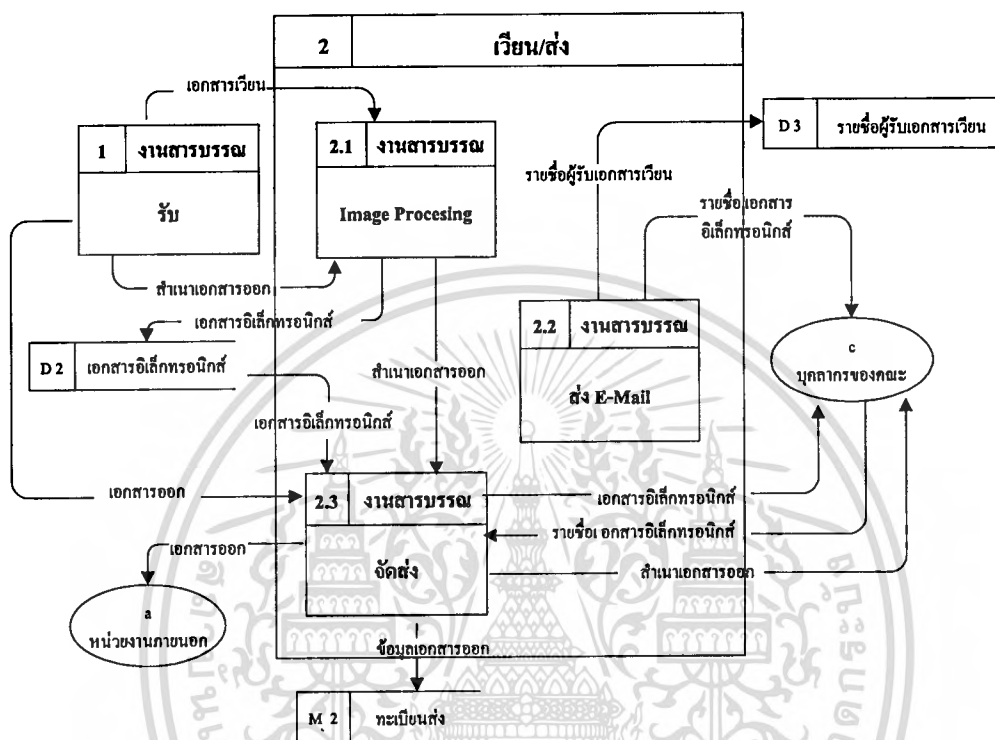 2 เวียน/ส่ง
เอกสารเวียน
1 งานสารบรรณ
รับ
2.1 งานสารบรรณ
Image Procesing
D 3 รายชื่อผู้รับเอกสารเวียน
รายชื่อผู้รับเอกสารเวียน
รายชื่อเอกสาร
อิเล็กทรอนิกส์
สำเนาเอกสารออก
เอกสารอิเล็กทรอนิกส์
2.2 งานสารบรรณ
ส่ง E-Mail
c
บุคลากรของคณะ
D 2 เอกสารอิเล็กทรอนิกส์
สำเนาเอกสารออก
เอกสารอิเล็กทรอนิกส์
เอกสารออก
2.3 งานสารบรรณ
จัดส่ง
เอกสารอิเล็กทรอนิกส์
รายชื่อเอกสารอิเล็กทรอนิกส์
สำเนาเอกสารออก
เอกสารออก
a
หน่วยงานภายนอก
ข้อมูลเอกสารออก
M 2 ทะเบียนส่ง